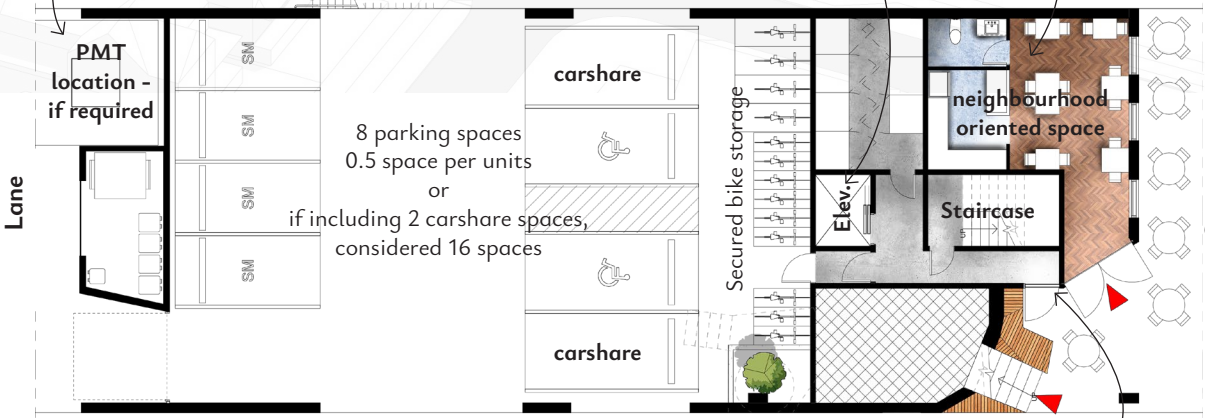 PMT
location -
if required
Lane
SM
SM
SM
SM
8 parking spaces
0.5 space per units
or
if including 2 carshare spaces,
considered 16 spaces
carshare
carshare
Secured bike storage
Elev.
Staircase
neighbourhood
oriented space